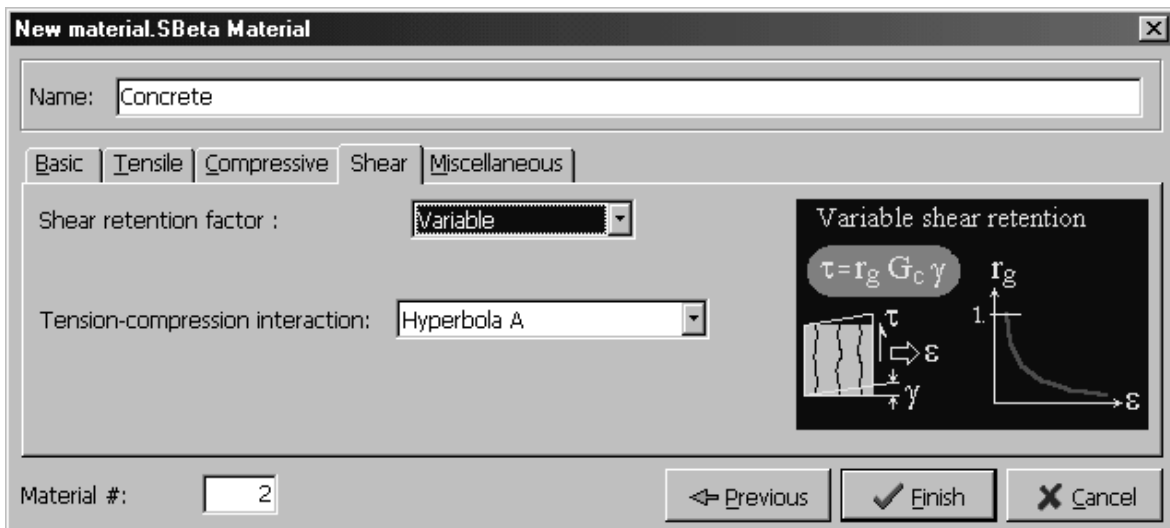 New material.SBeta Material
Name: Concrete
Basic Tensile Compressive Shear Miscellaneous
Shear retention factor : Variable
Tension-compression interaction: Hyperbola A
Variable shear retention
τ=rg Gc γ
rg
1.
τ
ε
γ
ε
Material #: 2
Previous Finish Cancel